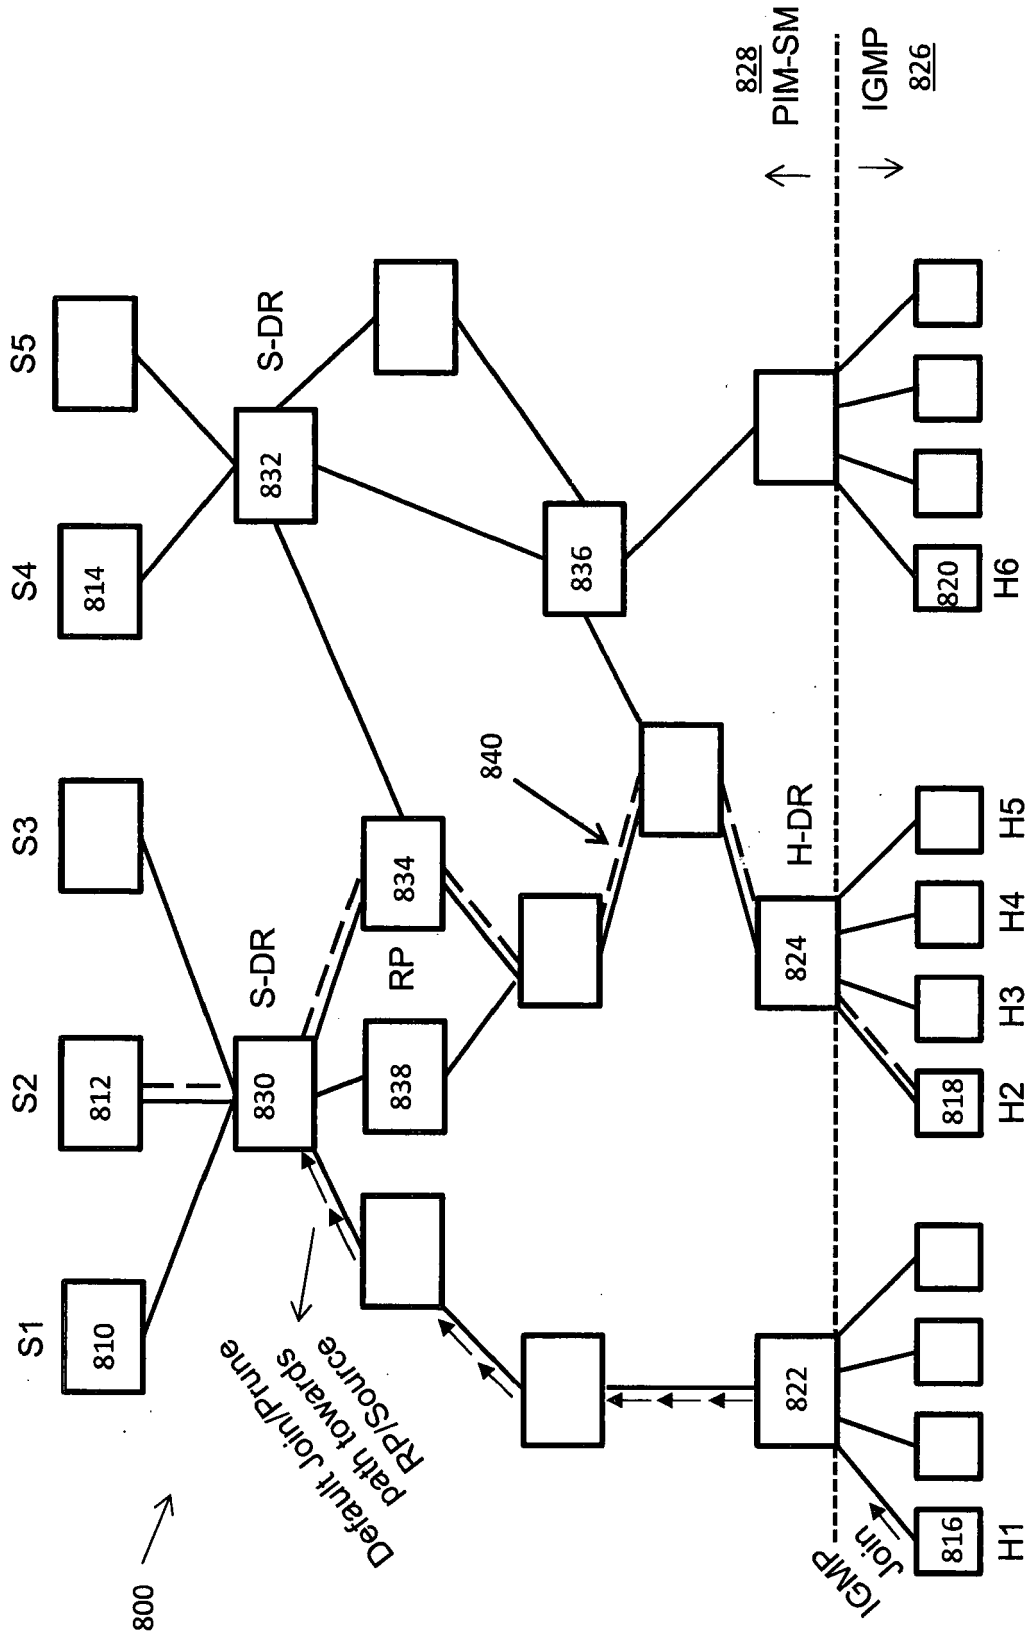 800
S1
S2
S3
S4
S5
810
812
814
830
S-DR
832
S-DR
Default Join/Prune
path towards
RP/Source
838
834
RP
840
836
822
824
H-DR
828
PIM-SM
IGMP
826
IGMP
Join
816
818
820
H1
H2
H3
H4
H5
H6